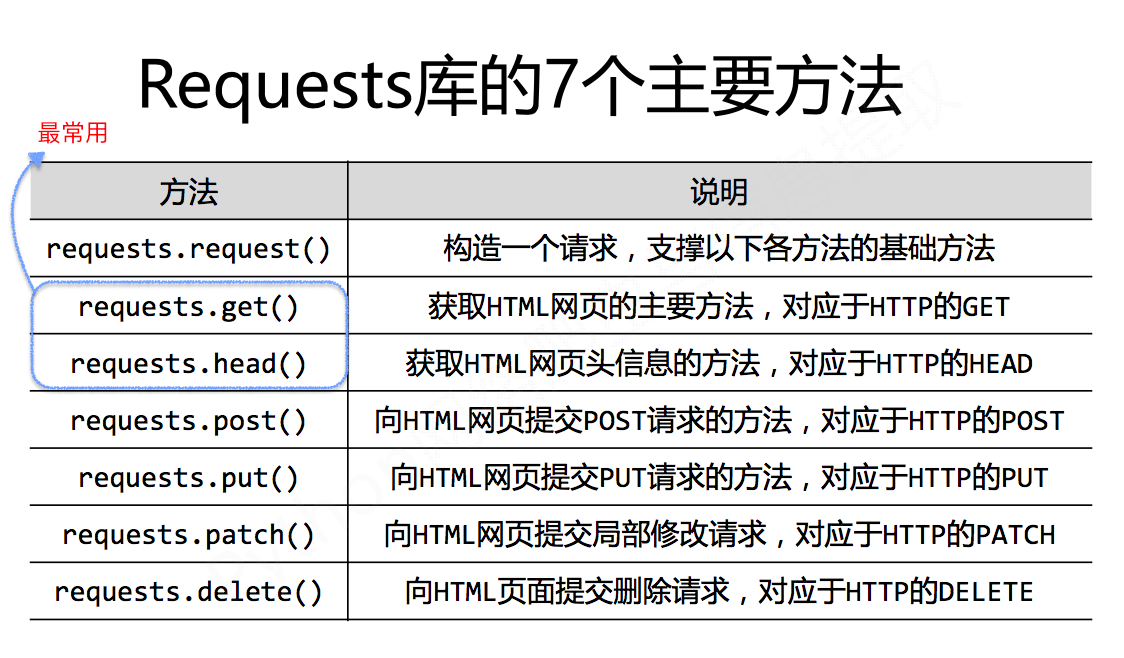 Requests库的7个主要方法
最常用
方法 说明
requests.request() 构造一个请求，支撑以下各方法的基础方法
requests.get() 获取HTML网页的主要方法，对应于HTTP的GET
requests.head() 获取HTML网页头信息的方法，对应于HTTP的HEAD
requests.post() 向HTML网页提交POST请求的方法，对应于HTTP的POST
requests.put() 向HTML网页提交PUT请求的方法，对应于HTTP的PUT
requests.patch() 向HTML网页提交局部修改请求，对应于HTTP的PATCH
requests.delete() 向HTML页面提交删除请求，对应于HTTP的DELETE